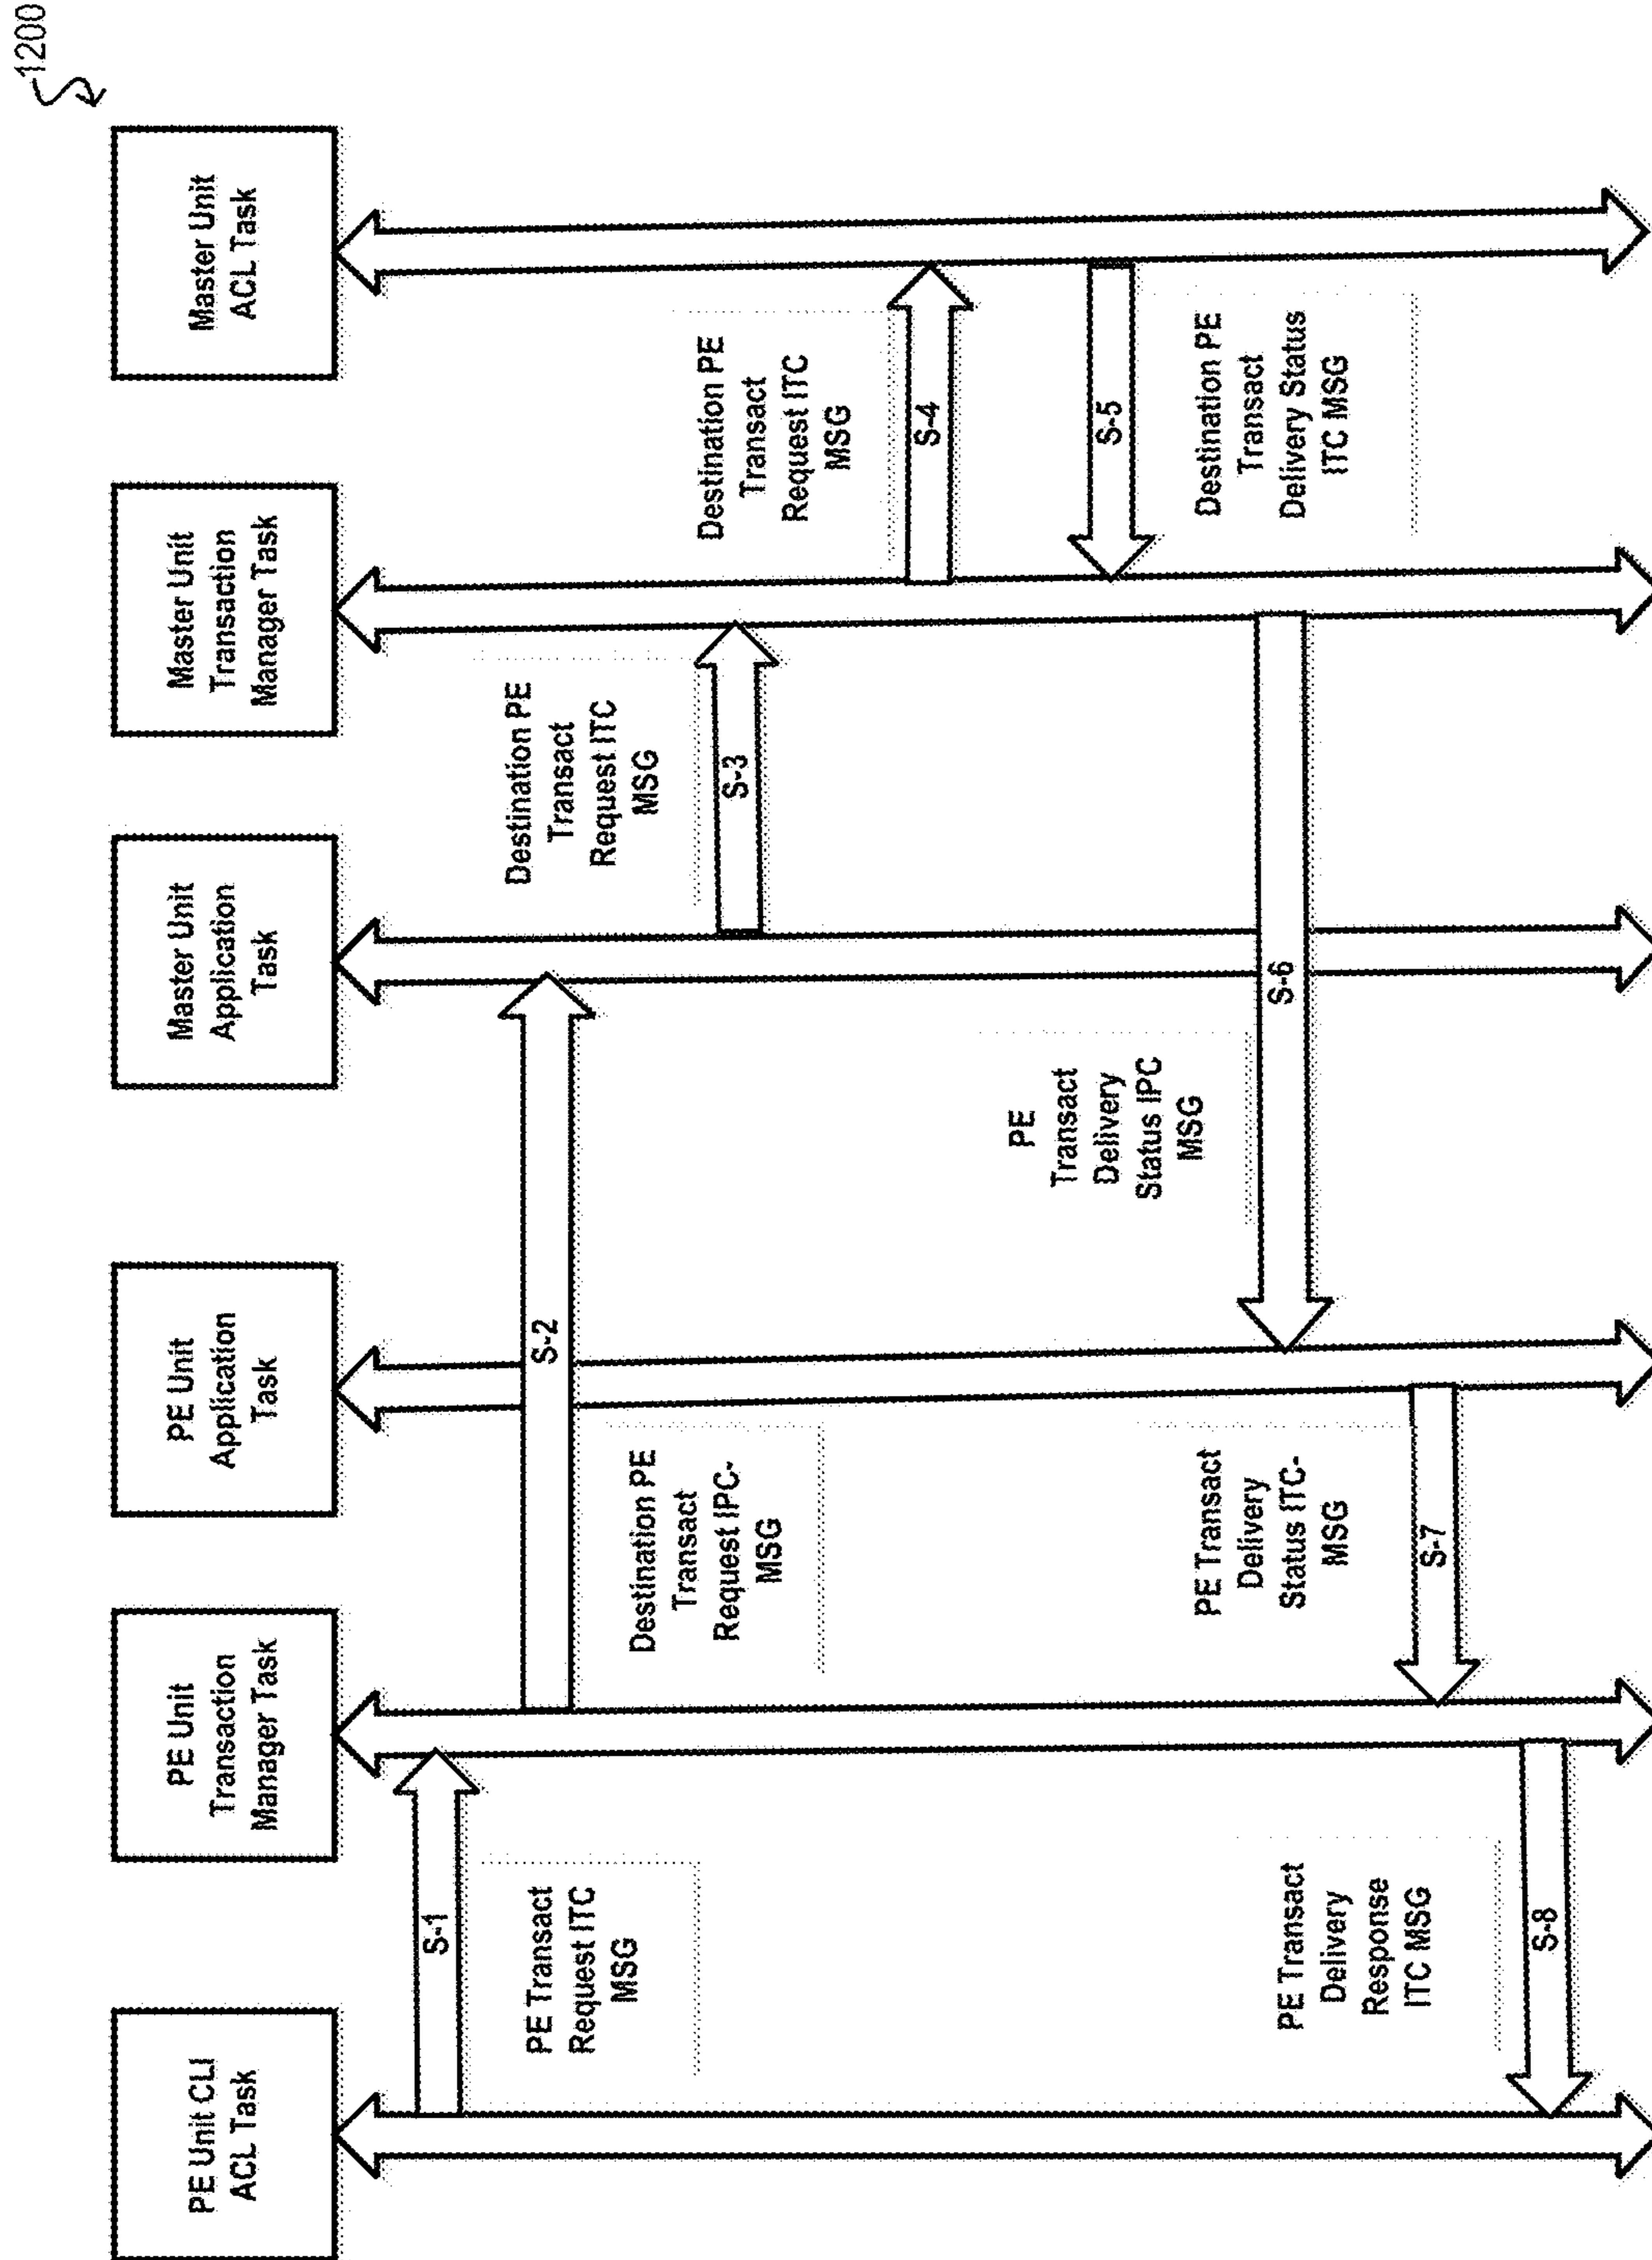 1200
PE Unit CLI
ACL Task
PE Unit
Transaction
Manager Task
PE Unit
Application
Task
Master Unit
Application
Task
Master Unit
Transaction
Manager Task
Master Unit
ACL Task
S-1
PE Transact
Request ITC
MSG
S-2
Destination PE
Transact
Request IPC-
MSG
Destination PE
Transact
Request ITC
MSG
S-3
Destination PE
Transact
Request ITC
MSG
S-4
S-5
Destination PE
Transact
Delivery Status
ITC MSG
S-6
PE
Transact
Delivery
Status IPC
MSG
PE Transact
Delivery
Status ITC-
MSG
S-7
PE Transact
Delivery
Response
ITC MSG
S-8